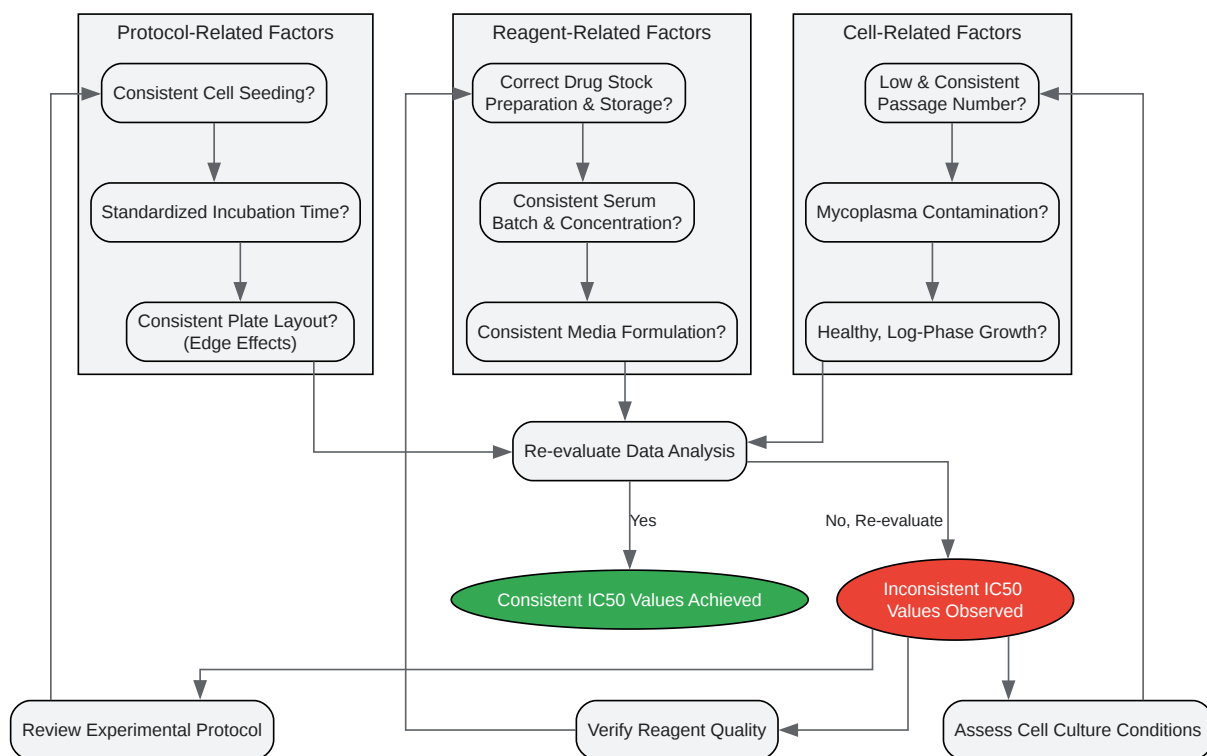 Protocol-Related Factors
Consistent Cell Seeding?
Standardized Incubation Time?
Consistent Plate Layout?
(Edge Effects)
Reagent-Related Factors
Correct Drug Stock
Preparation & Storage?
Consistent Serum
Batch & Concentration?
Consistent Media Formulation?
Cell-Related Factors
Low & Consistent
Passage Number?
Mycoplasma Contamination?
Healthy, Log-Phase Growth?
Re-evaluate Data Analysis
Yes
No, Re-evaluate
Consistent IC50 Values Achieved
Inconsistent IC50
Values Observed
Review Experimental Protocol
Verify Reagent Quality
Assess Cell Culture Conditions